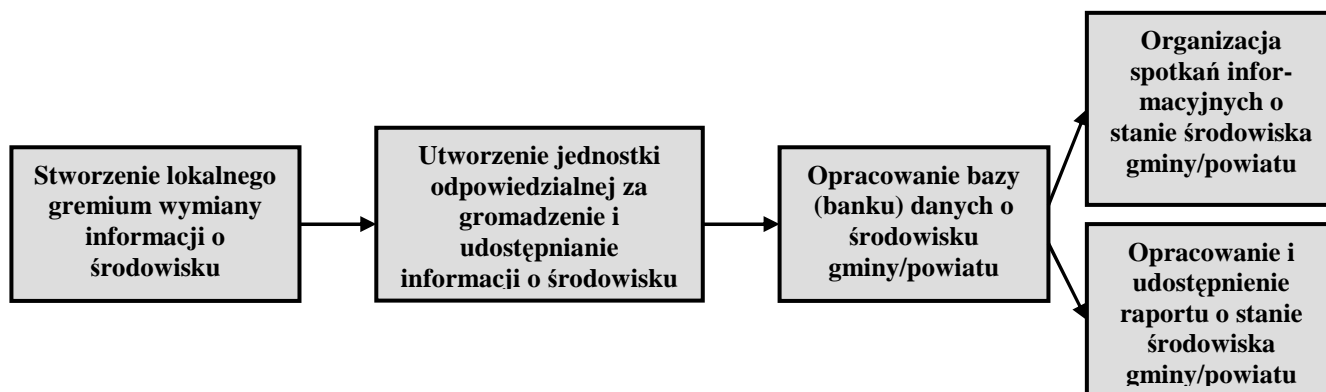 Stworzenie lokalnego
gremium wymiany
informacji o
środowisku
Utworzenie jednostki
odpowiedzialnej za
gromadzenie i
udostępnianie
informacji o środowisku
Opracowanie bazy
(banku) danych o
środowisku
gminy/powiatu
Organizacja
spotkań infor-
macyjnych o
stanie środowiska
gminy/powiatu
Opracowanie i
udostępnienie
raportu o stanie
środowiska
gminy/powiatu